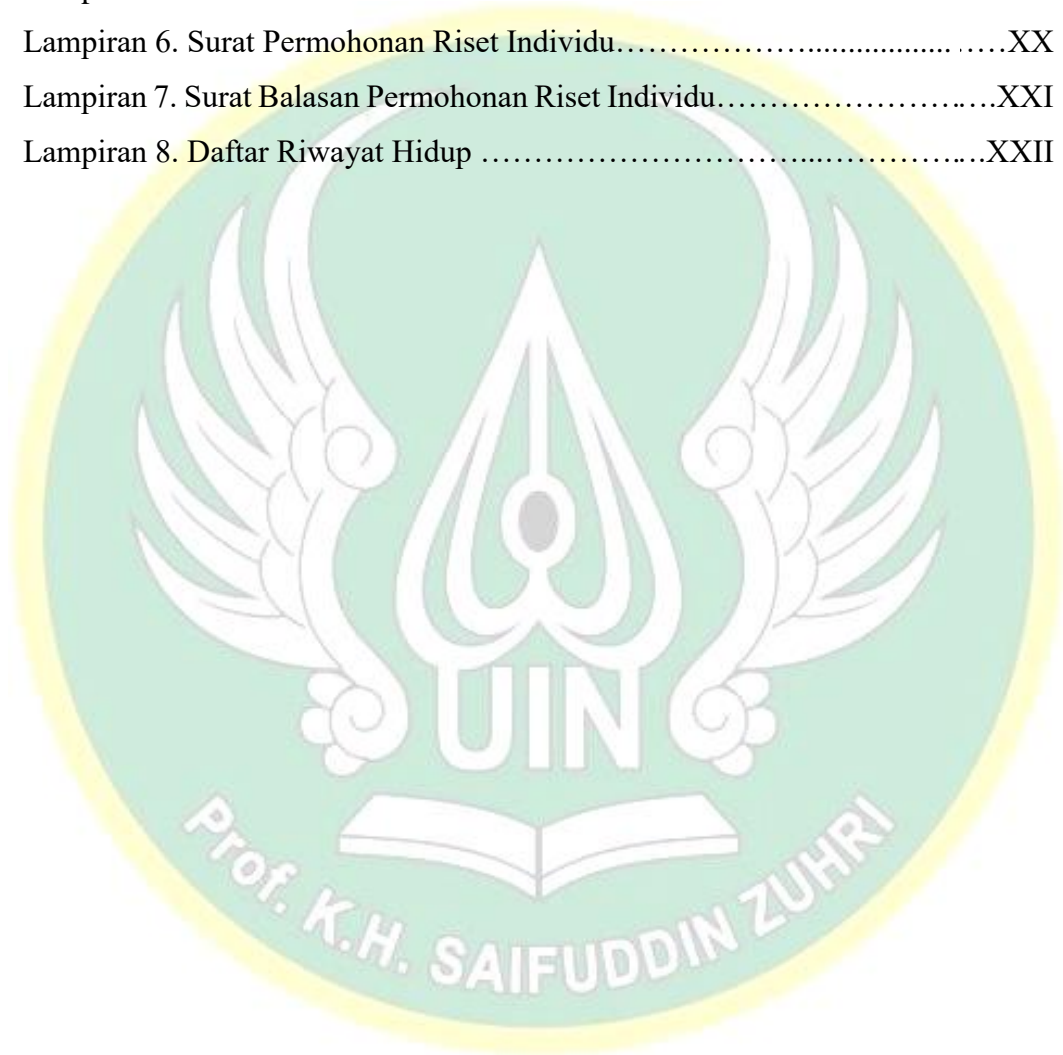 Lampiran 6. Surat Permohonan Riset Individu……………….................. .….XX
Lampiran 7. Surat Balasan Permohonan Riset Individu…………………….….XXI
Lampiran 8. Daftar Riwayat Hidup …………………………...……………..…XXII
UIN
Prof. K.H. SAIFUDDIN ZUHRI